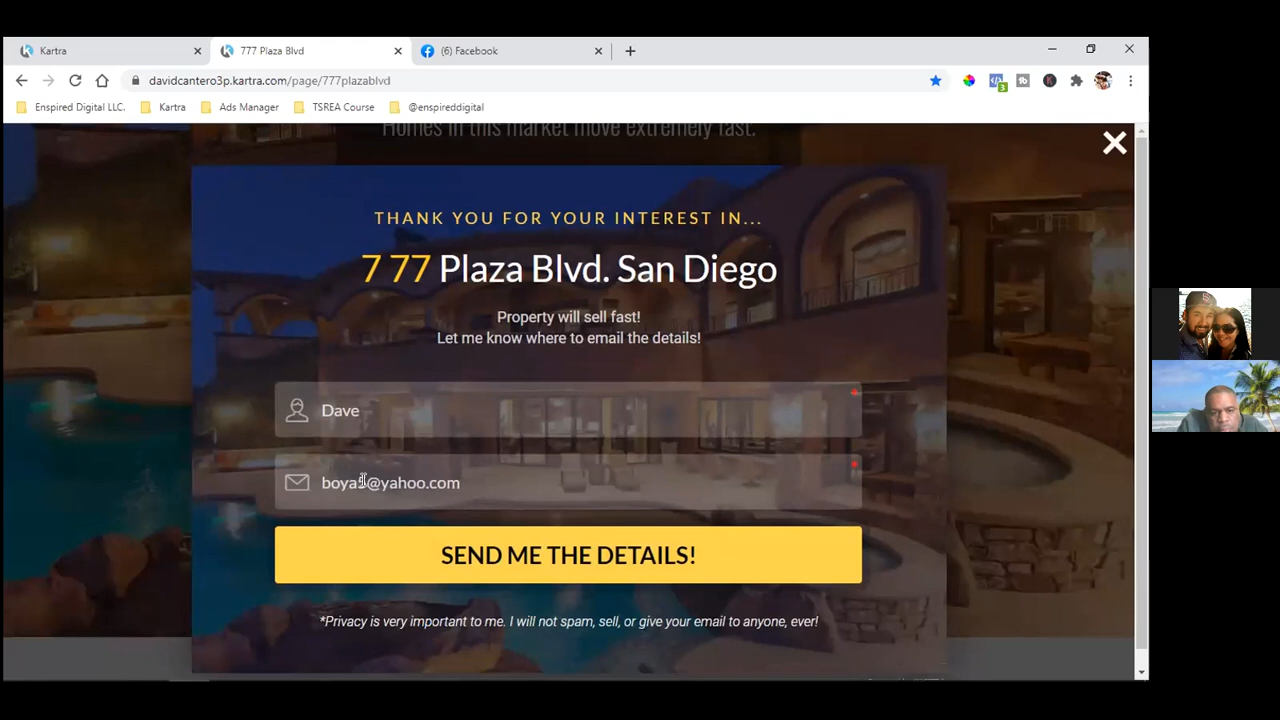 Kartra
777 Plaza Blvd
(6) Facebook
davidcantero3p.kartra.com/page/777plazablvd
Enspired Digital LLC.
Kartra
Ads Manager
TSREA Course
@enspireddigital
3
Homes in this market move extremely fast.
THANK YOU FOR YOUR INTEREST IN...
7 77 Plaza Blvd. San Diego
Property will sell fast!
Let me know where to email the details!
Dave
@yahoo.com
SEND ME THE DETAILS!
*Privacy is very important to me. I will not spam, sell, or give your email to anyone, ever!